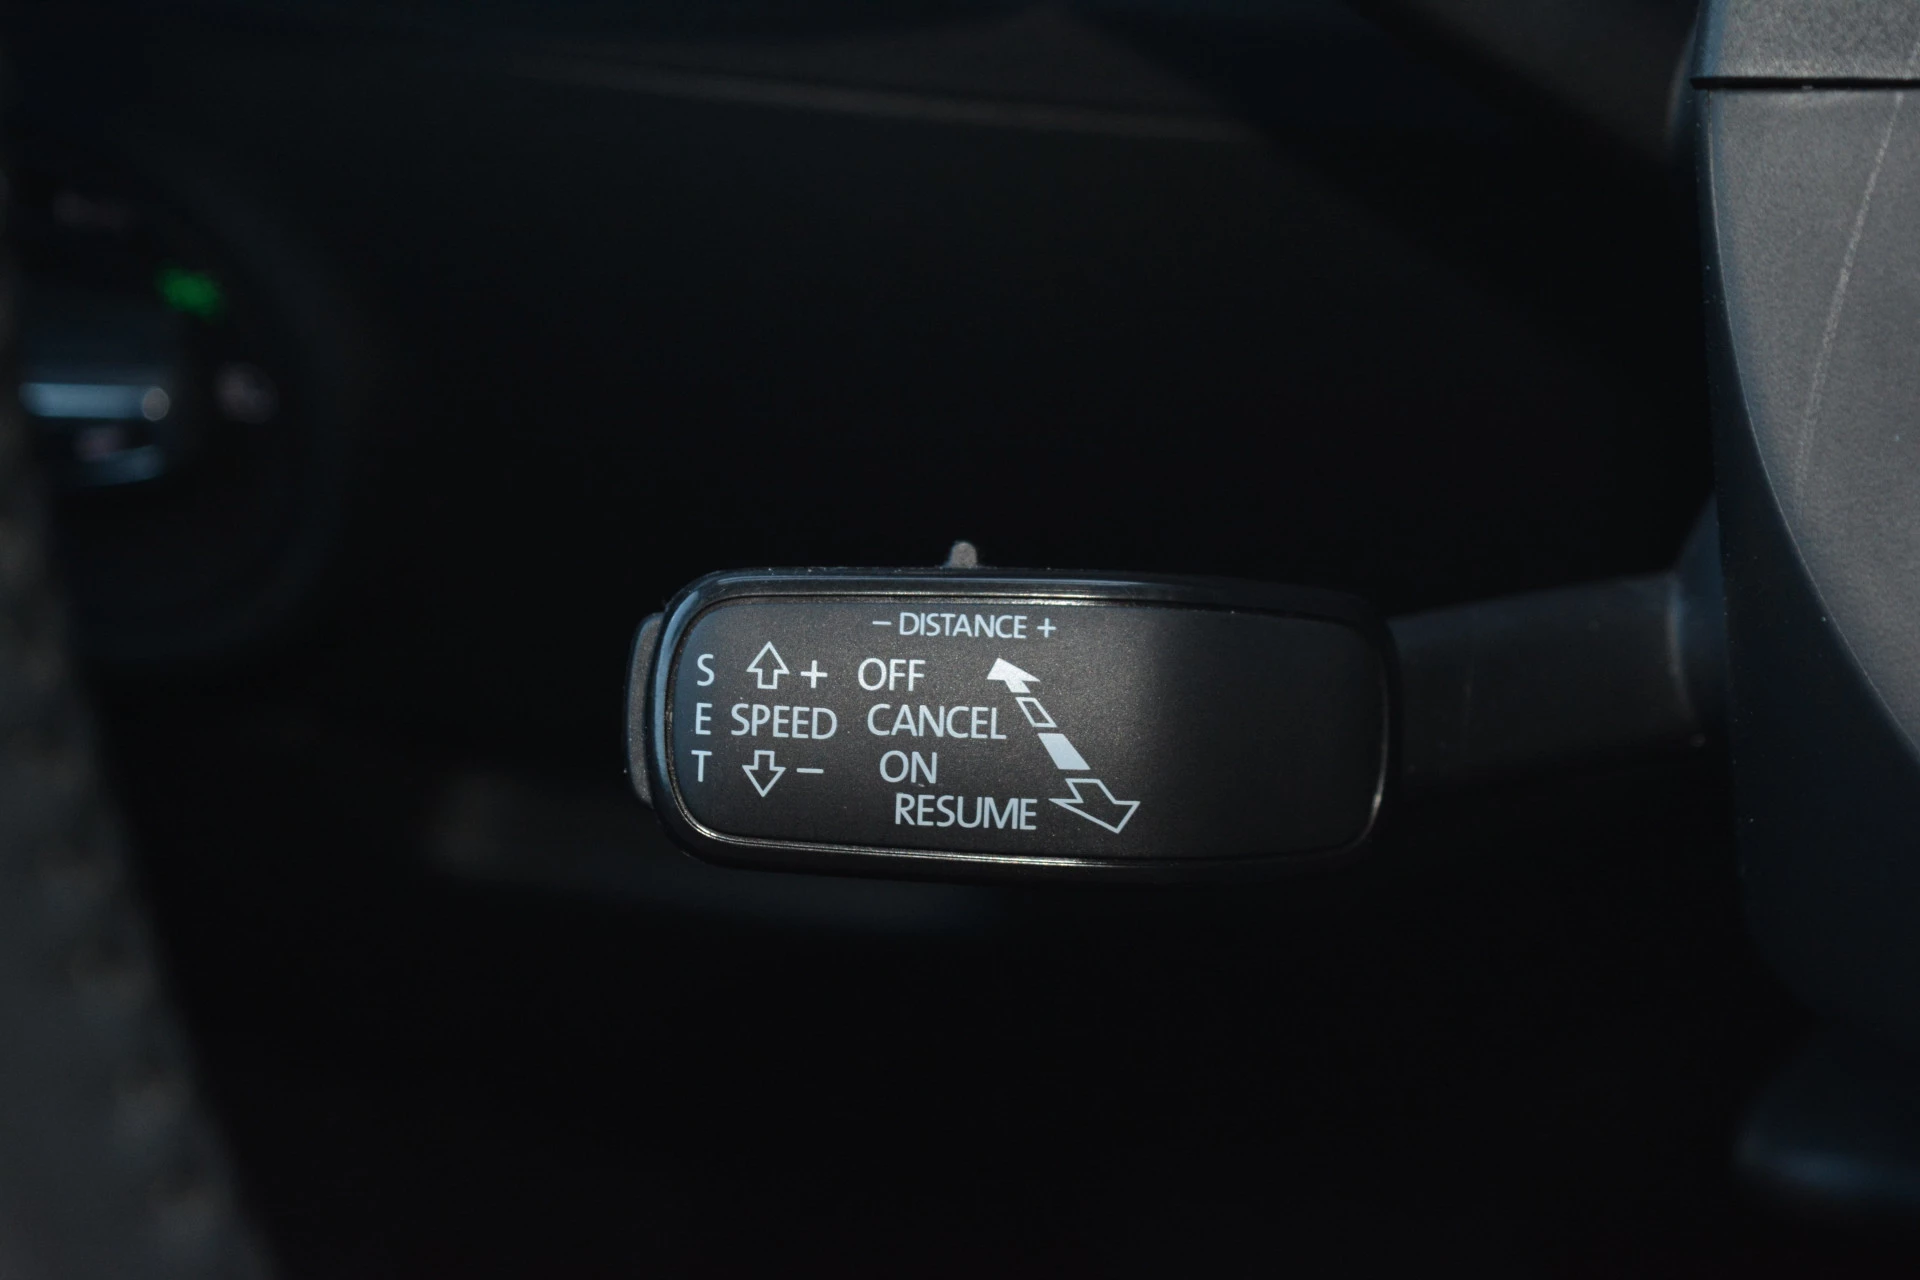 − DISTANCE +
S + OFF
E SPEED CANCEL
T − ON
RESUME